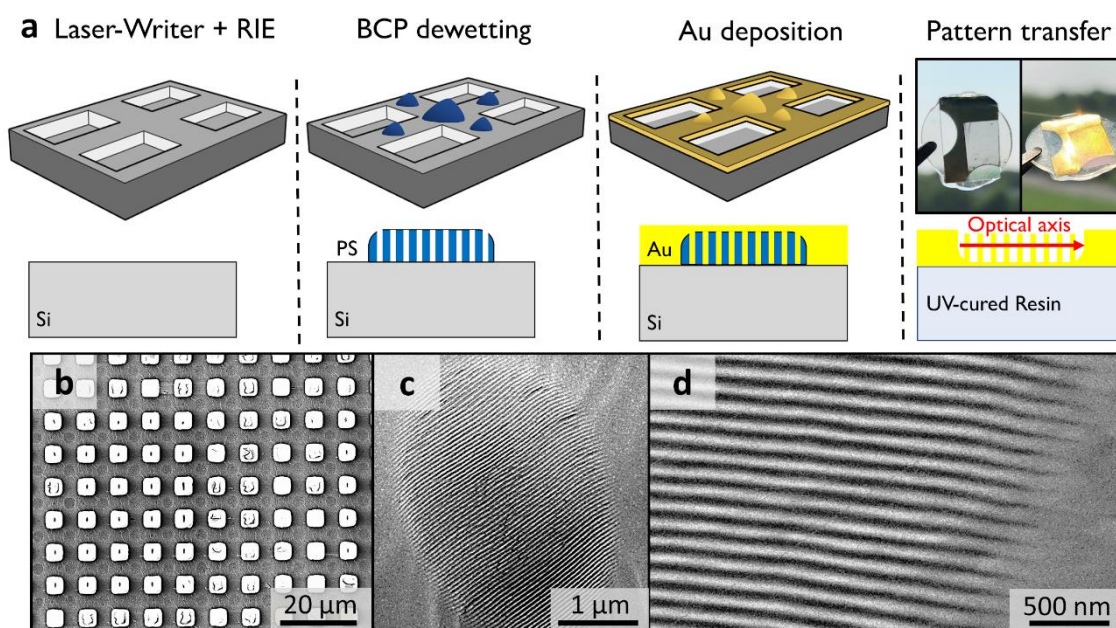 a Laser-Writer + RIE
BCP dewetting
Au deposition
Pattern transfer
Si
PS
Si
Au
Si
Optical axis
UV-cured Resin
b
20 µm
c
1 µm
d
500 nm